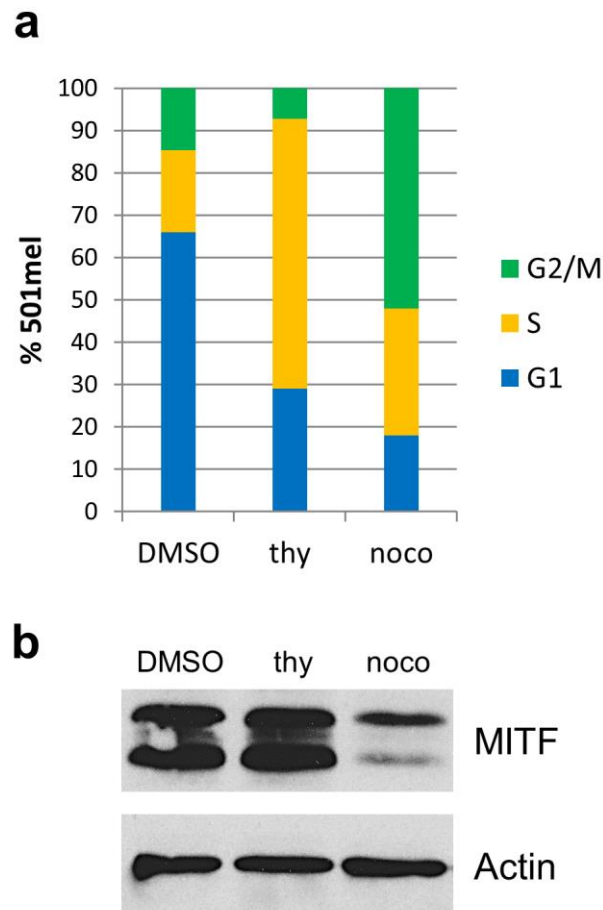 a
100
90
80
70
60
50
40
30
20
10
0
% 501mel
DMSO thy noco
G2/M
S
G1
b
DMSO thy noco
MITF
Actin